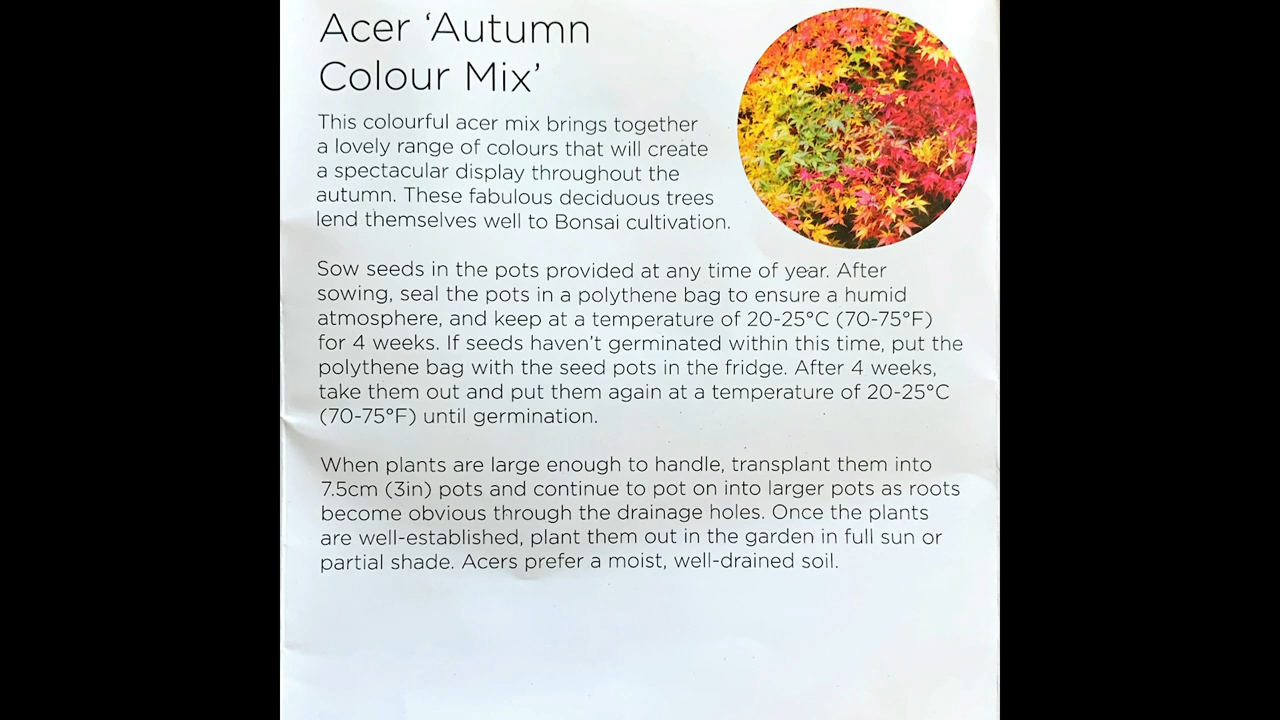 Acer ‘Autumn
Colour Mix’
This colourful acer mix brings together
a lovely range of colours that will create
a spectacular display throughout the
autumn. These fabulous deciduous trees
lend themselves well to Bonsai cultivation.
Sow seeds in the pots provided at any time of year. After
sowing, seal the pots in a polythene bag to ensure a humid
atmosphere, and keep at a temperature of 20-25°C (70-75°F)
for 4 weeks. If seeds haven’t germinated within this time, put the
polythene bag with the seed pots in the fridge. After 4 weeks,
take them out and put them again at a temperature of 20-25°C
(70-75°F) until germination.
When plants are large enough to handle, transplant them into
7.5cm (3in) pots and continue to pot on into larger pots as roots
become obvious through the drainage holes. Once the plants
are well-established, plant them out in the garden in full sun or
partial shade. Acers prefer a moist, well-drained soil.